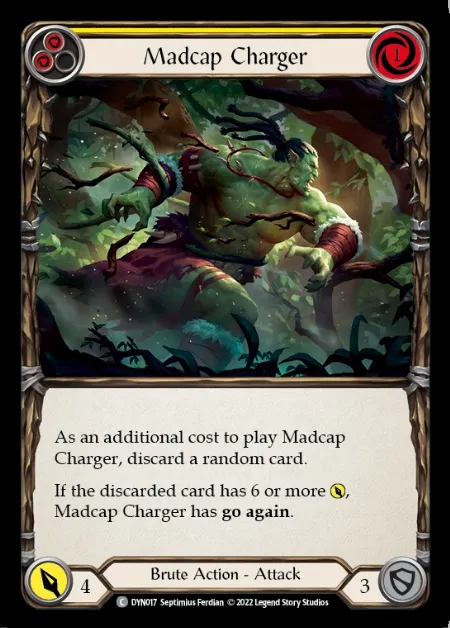 1
Madcap Charger
As an additional cost to play Madcap
Charger, discard a random card.
If the discarded card has 6 or more ,
Madcap Charger has go again.
4
Brute Action - Attack
3
C DYN017 Septimius Ferdian © 2022 Legend Story Studios